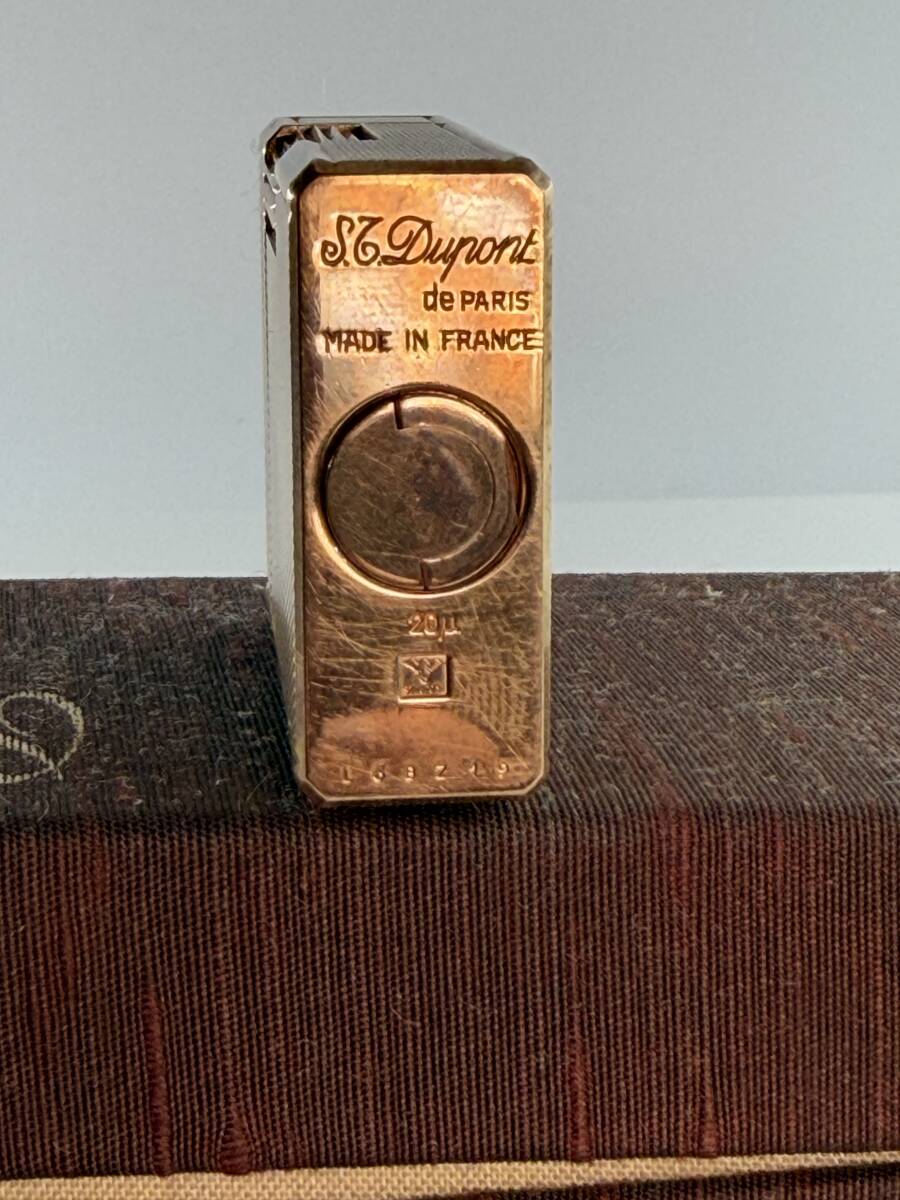 S.T.Dupont
de PARIS
MADE IN FRANCE
20µ